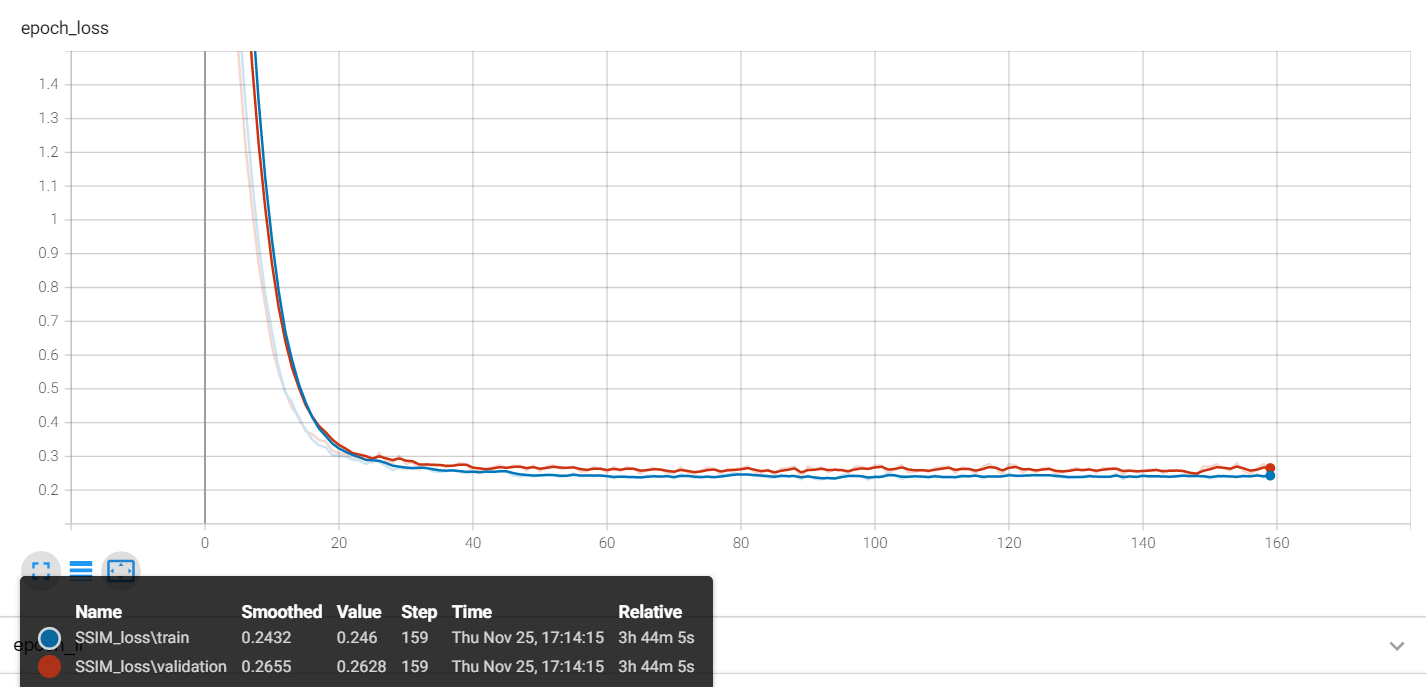 epoch_loss
1.4
1.3
1.2
1.1
1
0.9
0.8
0.7
0.6
0.5
0.4
0.3
0.2
0 20 40 60 80 100 120 140 160
Name Smoothed Value Step Time Relative
SSIM_loss\train 0.2432 0.246 159 Thu Nov 25, 17:14:15 3h 44m 5s
SSIM_loss\validation 0.2655 0.2628 159 Thu Nov 25, 17:14:15 3h 44m 5s